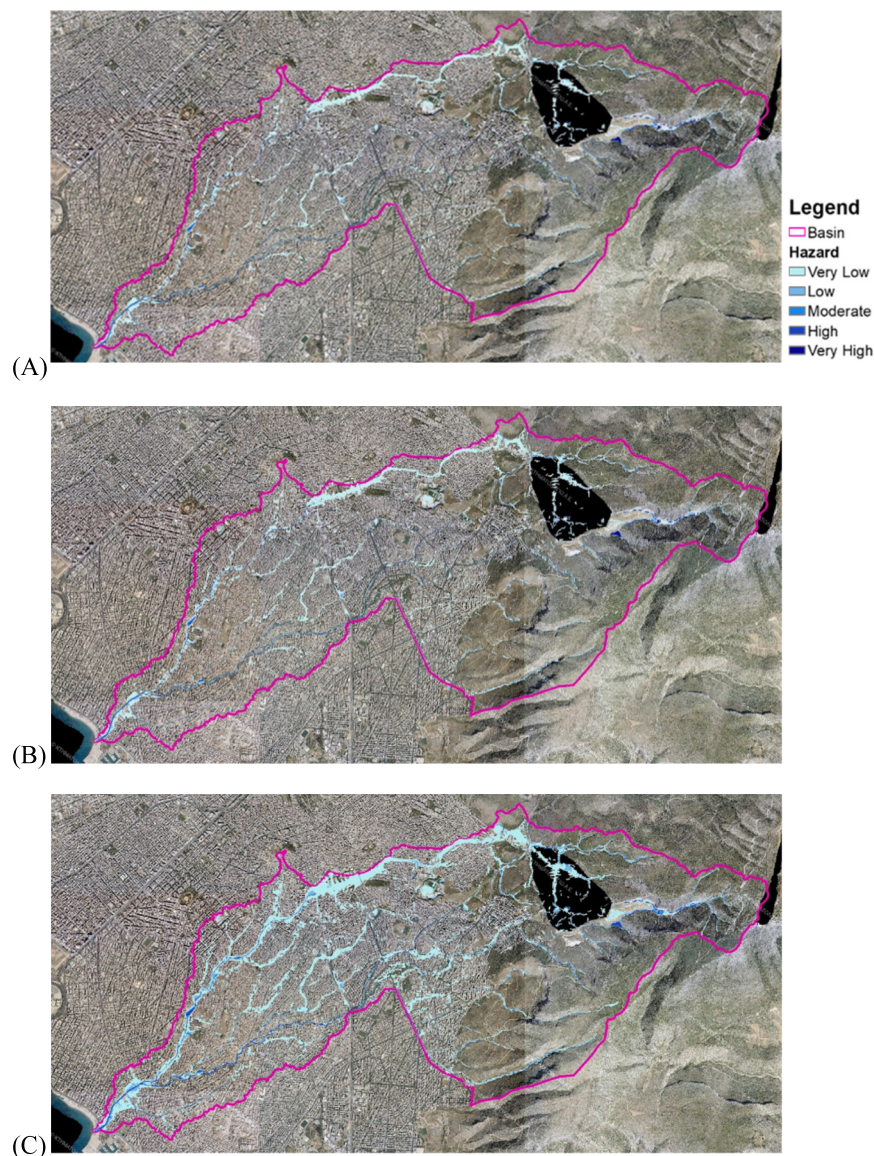 Legend
Basin
Hazard
Very Low
Low
Moderate
High
Very High
(A)
(B)
(C)